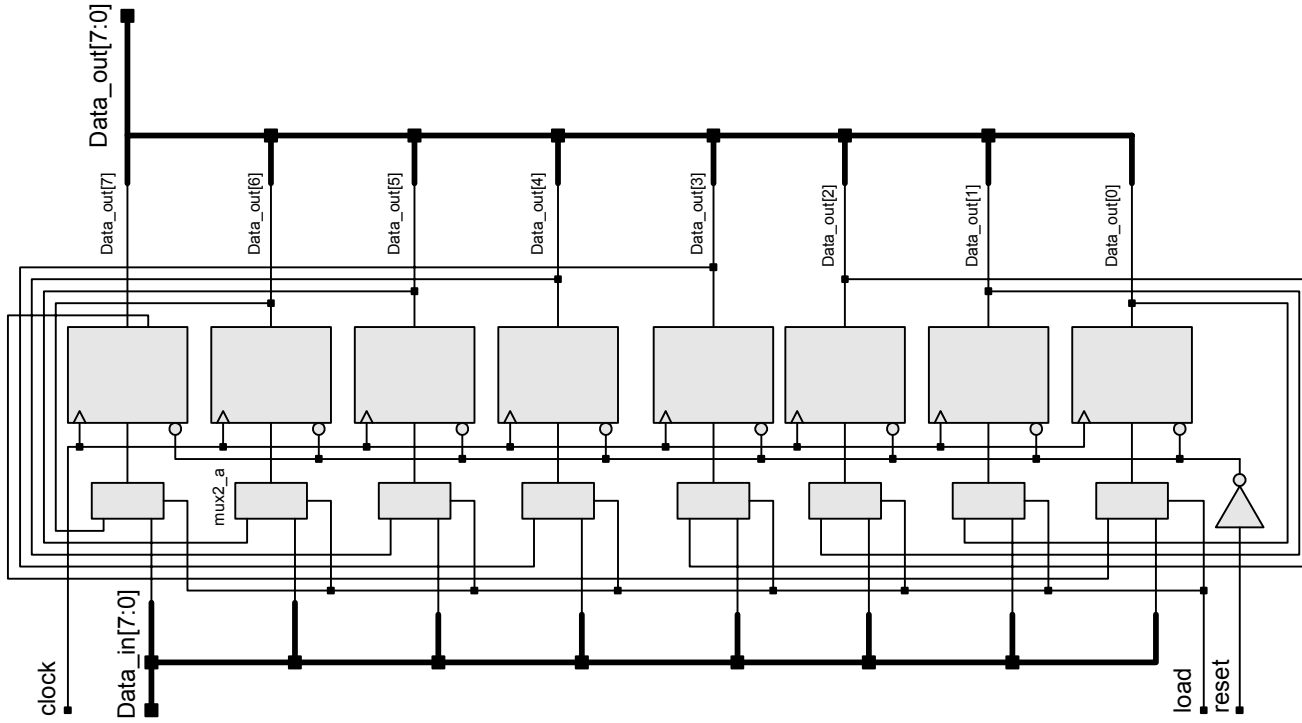 Data_out[7:0]
Data_out[7]
Data_out[6]
Data_out[5]
Data_out[4]
Data_out[3]
Data_out[2]
Data_out[1]
Data_out[0]
mux2_a
clock
Data_in[7:0]
load
reset